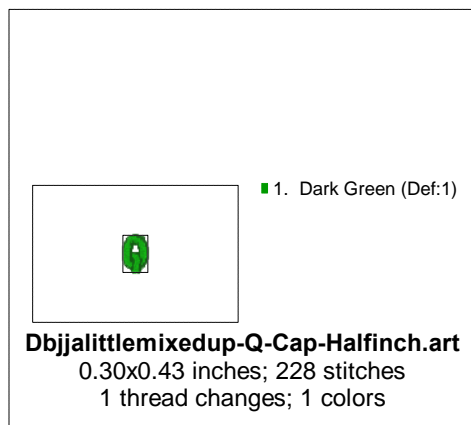 1. Dark Green (Def:1)
Q
Dbjjalittlemixedup-Q-Cap-Halfinch.art
0.30x0.43 inches; 228 stitches
1 thread changes; 1 colors